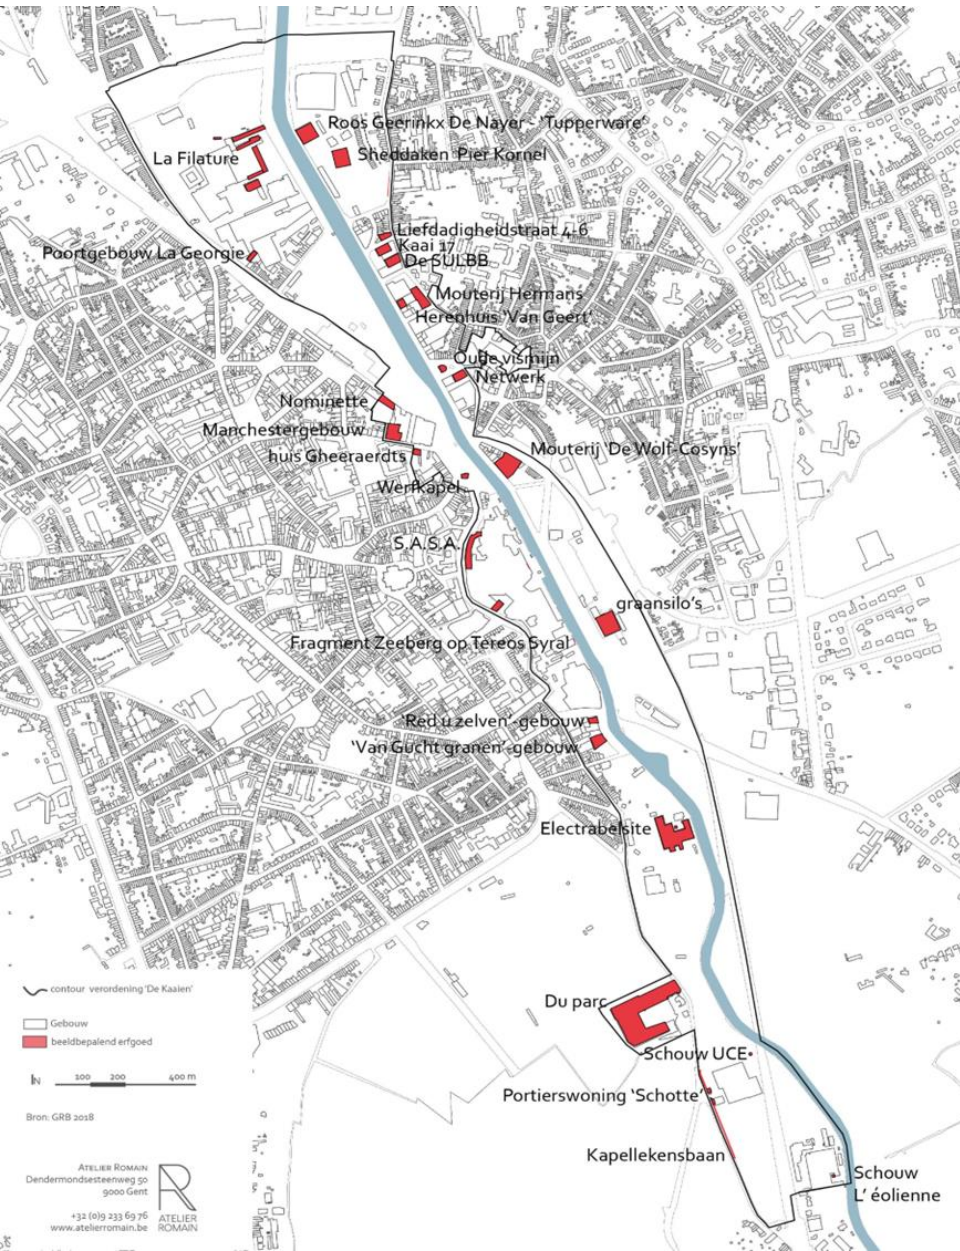 Roos Geerinkx De Nayer - 'Tupperware'
Sheddaken 'Pier Kornel
La Filature
Liefdadigheidstraat 4-6
Kaai 17
De SULBB
Poortgebouw La Georgie
Mouterij Hermans
Herenhuis 'Van Geert'
Oude vismijn
Netwerk
Nominette
Manchestergebouw
huis Gheeraerdts
Mouterij 'De Wolf-Cosyns'
Werfkapel
S.A.S.A.
graansilo's
Fragment Zeeberg op Tereos Syral
'Red u zelven'-gebouw
'Van Gucht granen'-gebouw
Electrabelsite
Du parc
Schouw UCE
Portierswoning 'Schotte'
Kapellekensbaan
Schouw
L' éolienne
contour verordening 'De Kaaien'
Gebouw
beeldbepalend erfgoed
N 100 200 400 m
Bron: GRB 2018
ATELIER ROMAIN
Dendermondsesteenweg 50
9000 Gent
+32 (0)9 233 69 76
www.atelierromain.be
R
ATELIER
ROMAIN